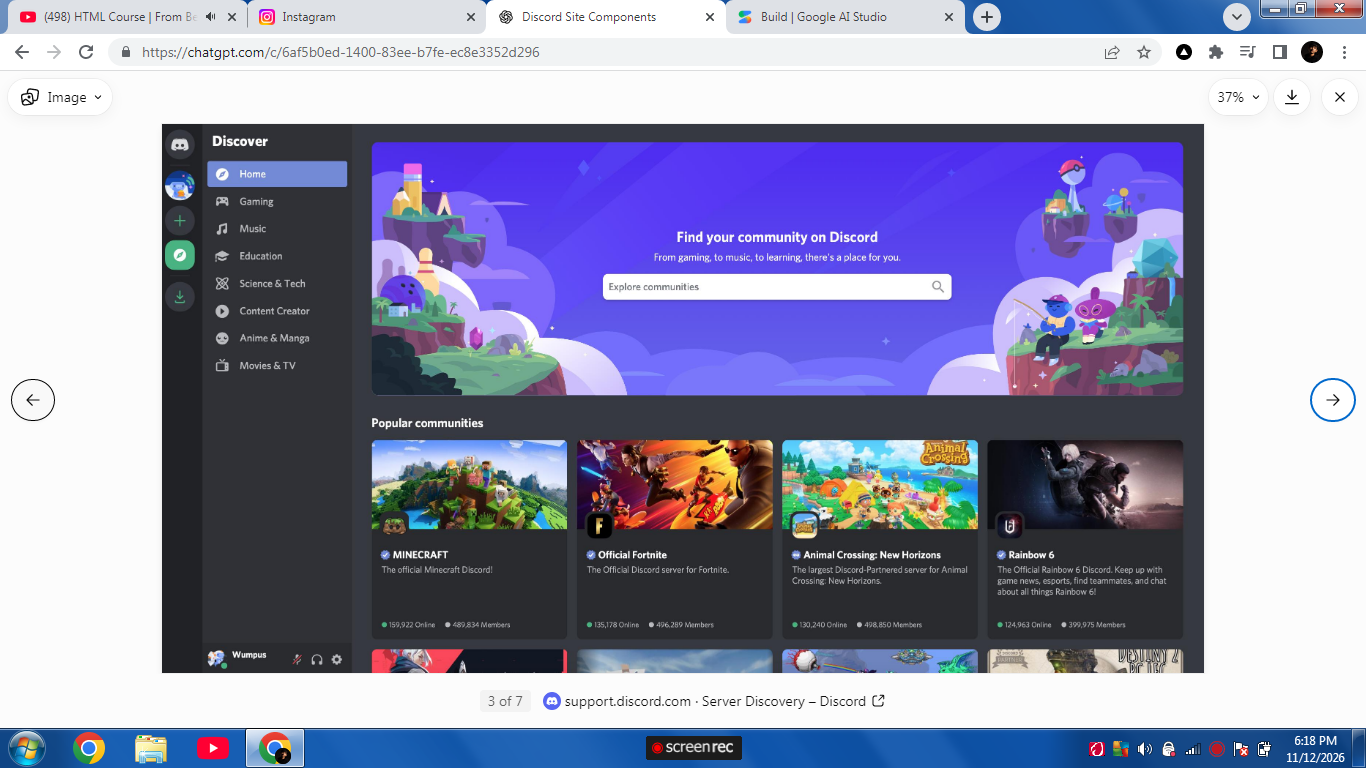 (498) HTML Course | From Be
Instagram
Discord Site Components
Build | Google AI Studio
https://chatgpt.com/c/6af5b0ed-1400-83ee-b7fe-ec8e3352d296
Image
37%
Discover
Home
Gaming
Music
Education
Science & Tech
Content Creator
Anime & Manga
Movies & TV
Wumpus
Find your community on Discord
From gaming, to music, to learning, there's a place for you.
Explore communities
Popular communities
MINECRAFT
The official Minecraft Discord!
159,922 Online 489,834 Members
Official Fortnite
The Official Discord server for Fortnite.
135,178 Online 496,289 Members
Animal Crossing
Animal Crossing: New Horizons
The largest Discord-Partnered server for Animal
Crossing: New Horizons.
130,240 Online 498,850 Members
Rainbow 6
The Official Rainbow 6 Discord. Keep up with
game news, esports, find teammates, and chat
about all things Rainbow 6!
124,963 Online 399,975 Members
DESTINY 2
PC LFG
3 of 7
support.discord.com · Server Discovery – Discord
screenrec
6:18 PM
11/12/2026